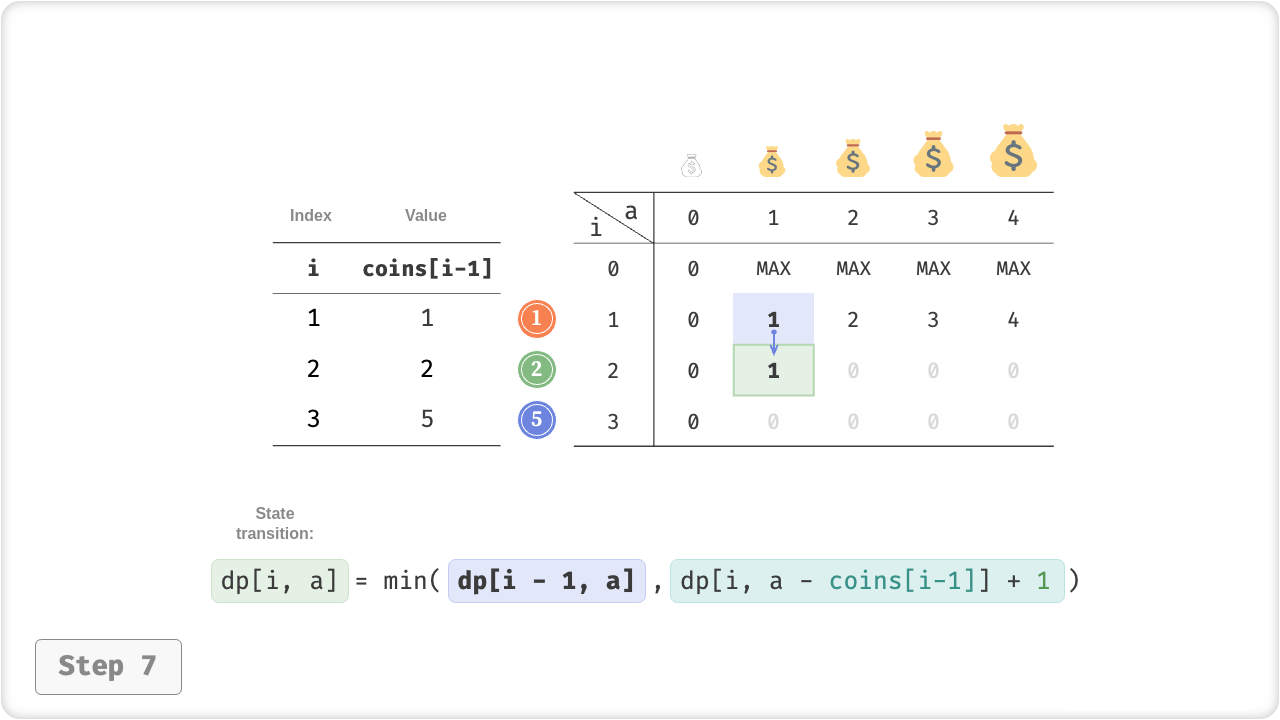 Index Value
i coins[i-1]
1 1
2 2
3 5
1
2
5
$ $ $ $ $
i a 0 1 2 3 4
0 0 MAX MAX MAX MAX
1 0 1 2 3 4
2 0 1 0 0 0
3 0 0 0 0 0
State
transition:
dp[i, a] = min( dp[i - 1, a] , dp[i, a - coins[i-1]] + 1 )
Step 7